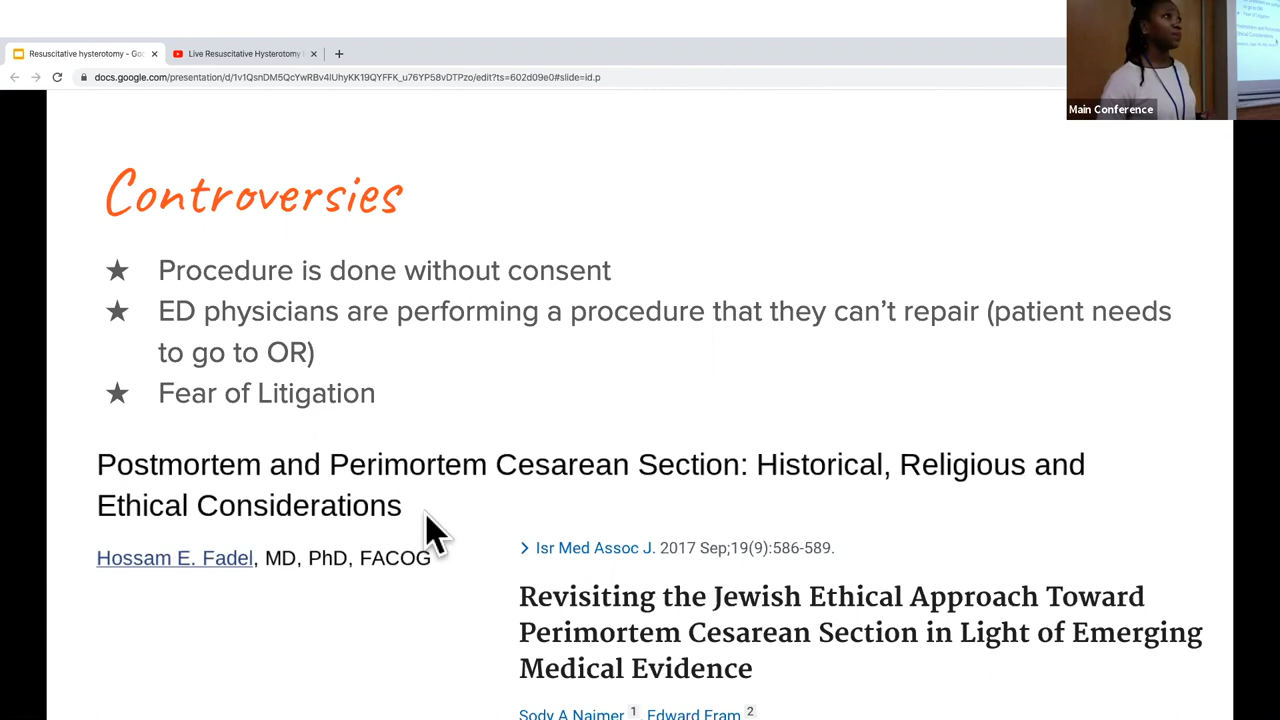 Resuscitative hysterotomy - Goo
Live Resuscitative Hysterotomy
docs.google.com/presentation/d/1v1QsnDM5QcYwRBv4lUhyKK19QYFFK_u76YP58vDTPzo/edit?ts=602d09e0#slide=id.p
Main Conference
Controversies
★ Procedure is done without consent
★ ED physicians are performing a procedure that they can't repair (patient needs
to go to OR)
★ Fear of Litigation
Postmortem and Perimortem Cesarean Section: Historical, Religious and
Ethical Considerations
Hossam E. Fadel, MD, PhD, FACOG
Isr Med Assoc J. 2017 Sep;19(9):586-589.
Revisiting the Jewish Ethical Approach Toward
Perimortem Cesarean Section in Light of Emerging
Medical Evidence
Sody A Naimer 1, Edward Fram 2